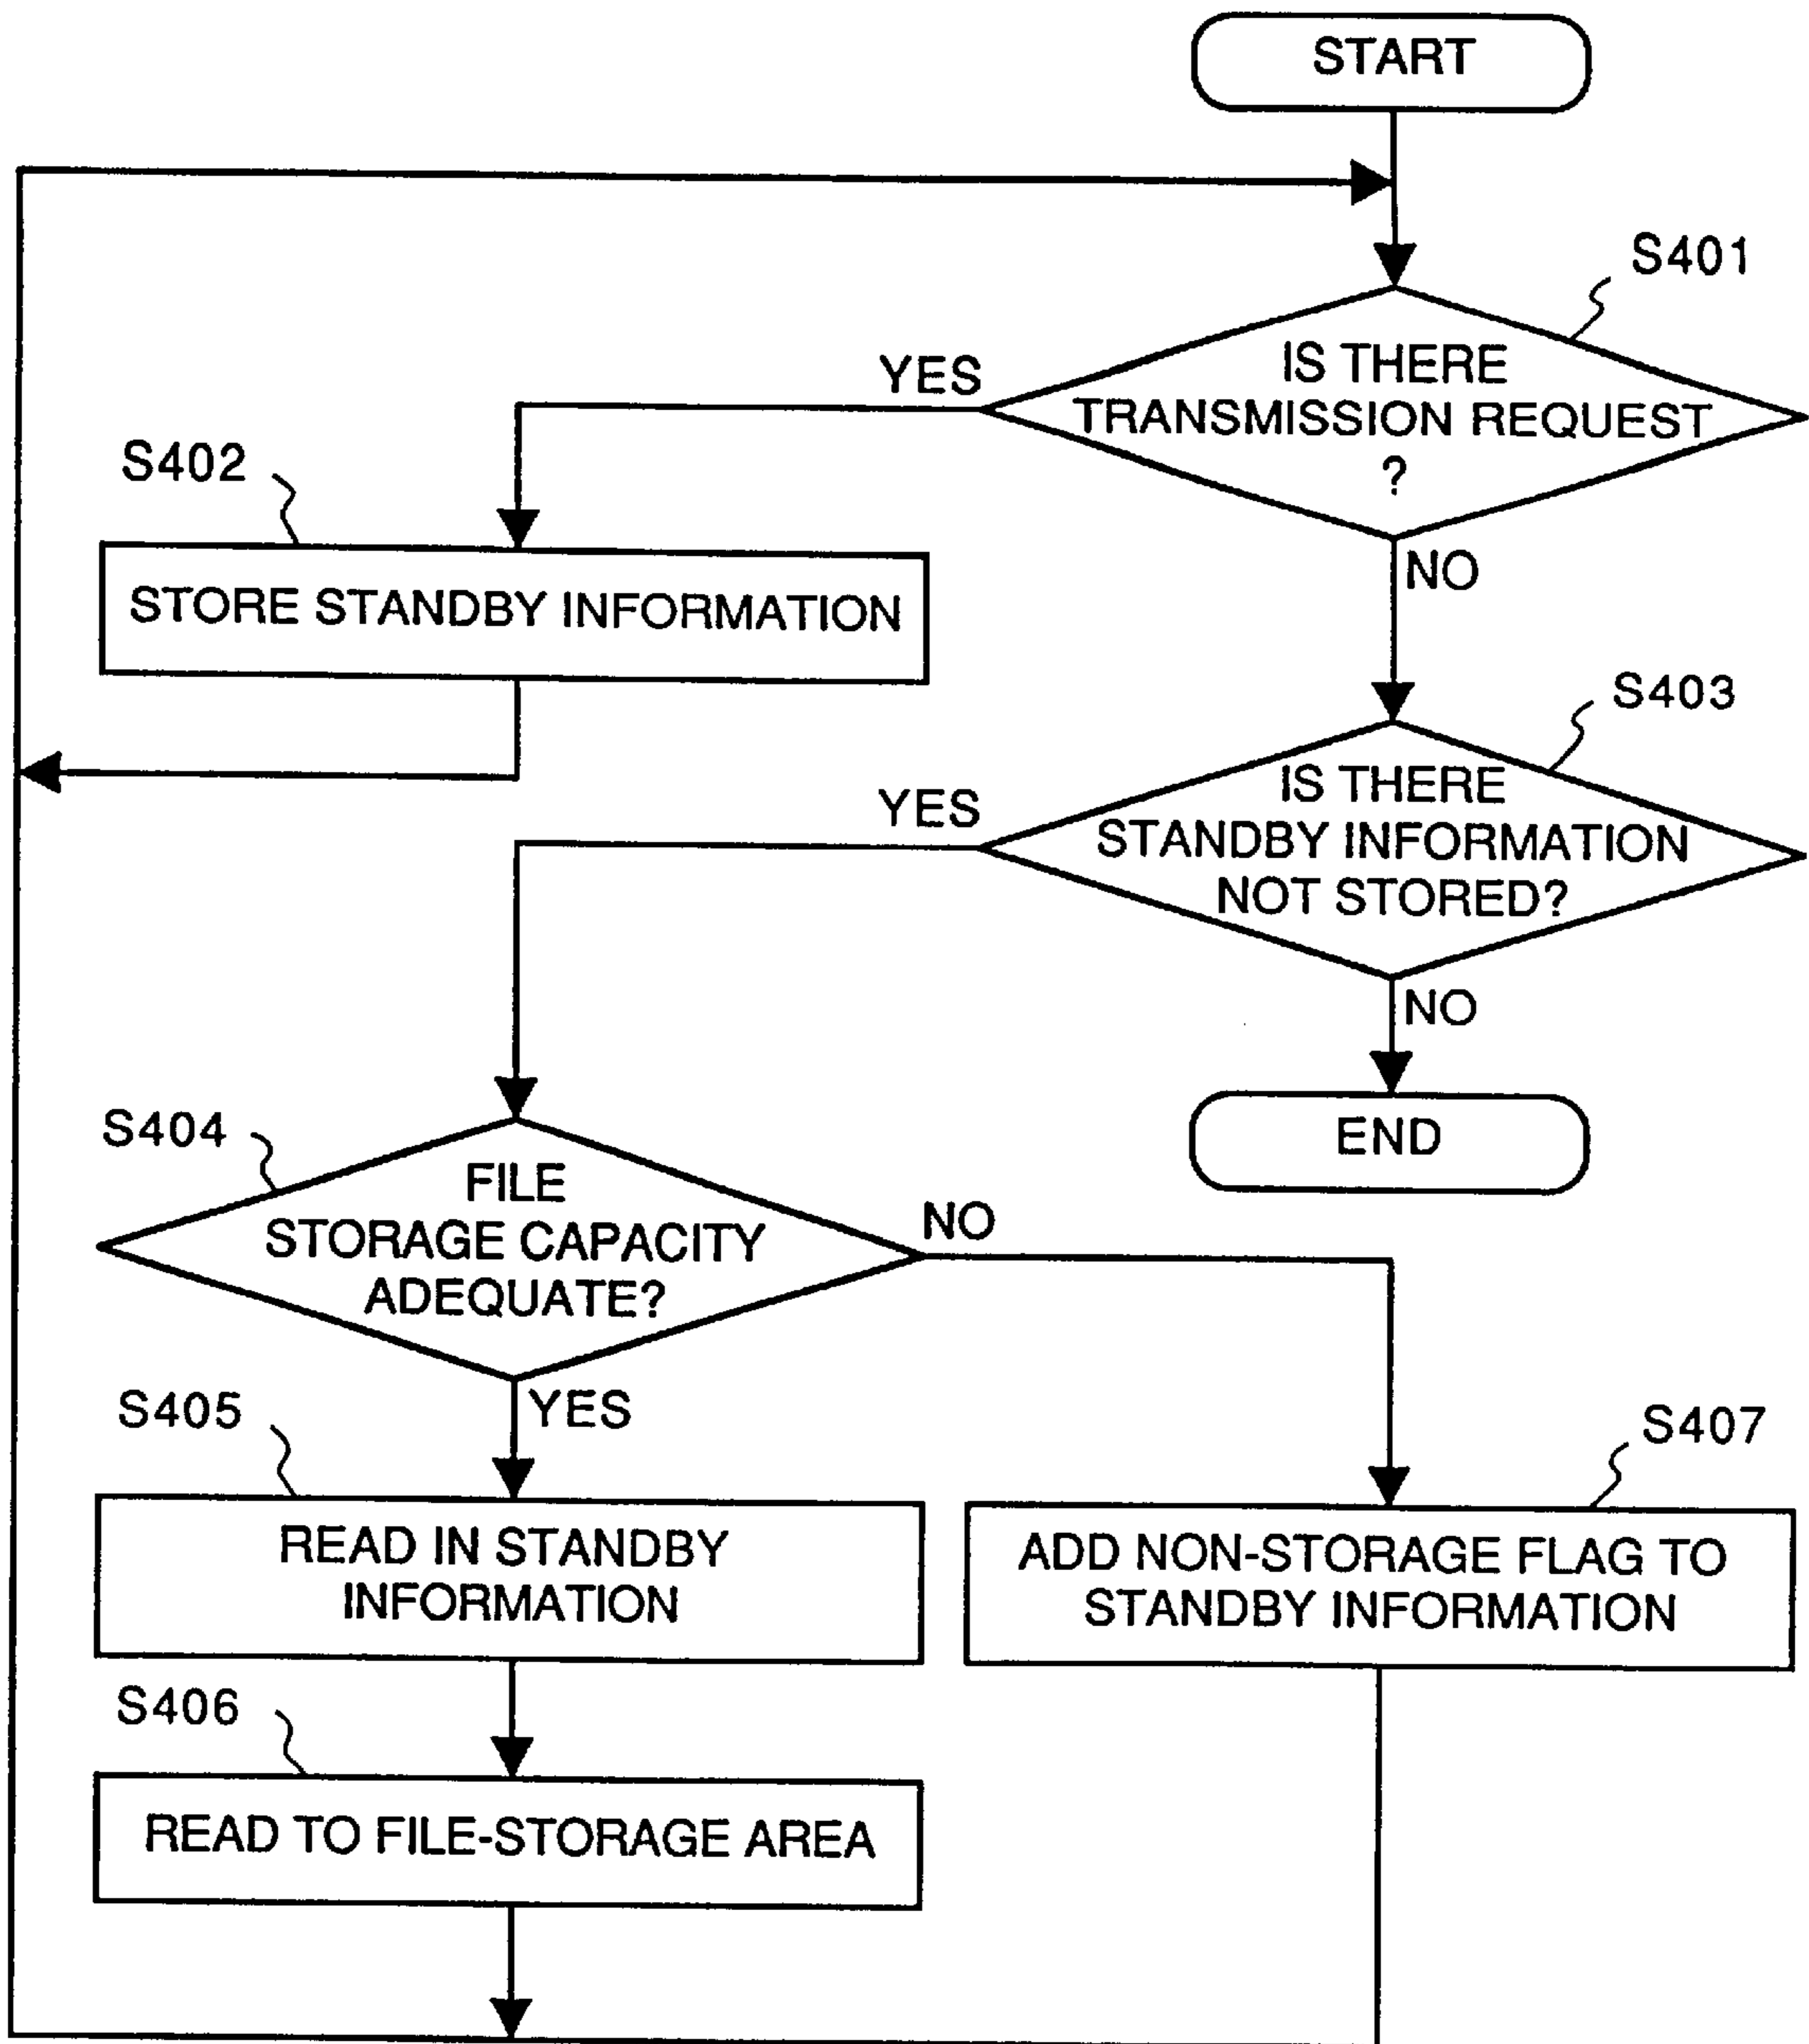 START
S401
IS THERE
TRANSMISSION REQUEST
?
YES
NO
S402
STORE STANDBY INFORMATION
S403
IS THERE
STANDBY INFORMATION
NOT STORED?
YES
NO
END
S404
FILE
STORAGE CAPACITY
ADEQUATE?
NO
YES
S405
READ IN STANDBY
INFORMATION
S407
ADD NON-STORAGE FLAG TO
STANDBY INFORMATION
S406
READ TO FILE-STORAGE AREA